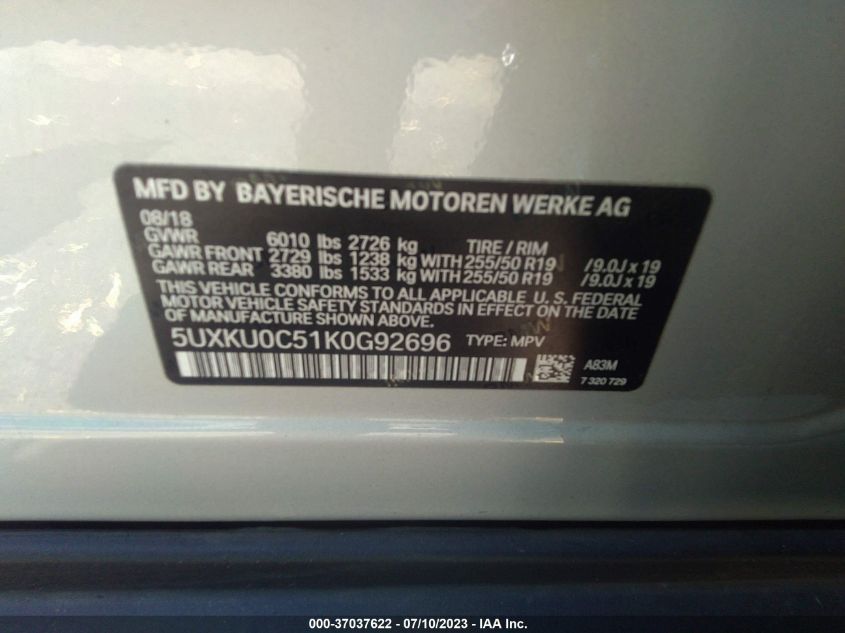 MFD BY BAYERISCHE MOTOREN WERKE AG
08/18
GVWR 6010 lbs 2726 kg TIRE / RIM
GAWR FRONT 2729 lbs 1238 kg WITH 255/50 R19 /9.0J x 19
GAWR REAR 3380 lbs 1533 kg WITH 255/50 R19 /9.0J x 19
THIS VEHICLE CONFORMS TO ALL APPLICABLE U. S. FEDERAL
MOTOR VEHICLE SAFETY STANDARDS IN EFFECT ON THE DATE
OF MANUFACTURE SHOWN ABOVE.
5UXKU0C51K0G92696 TYPE: MPV
A83M
7 320 729
000-37037622 - 07/10/2023 - IAA Inc.